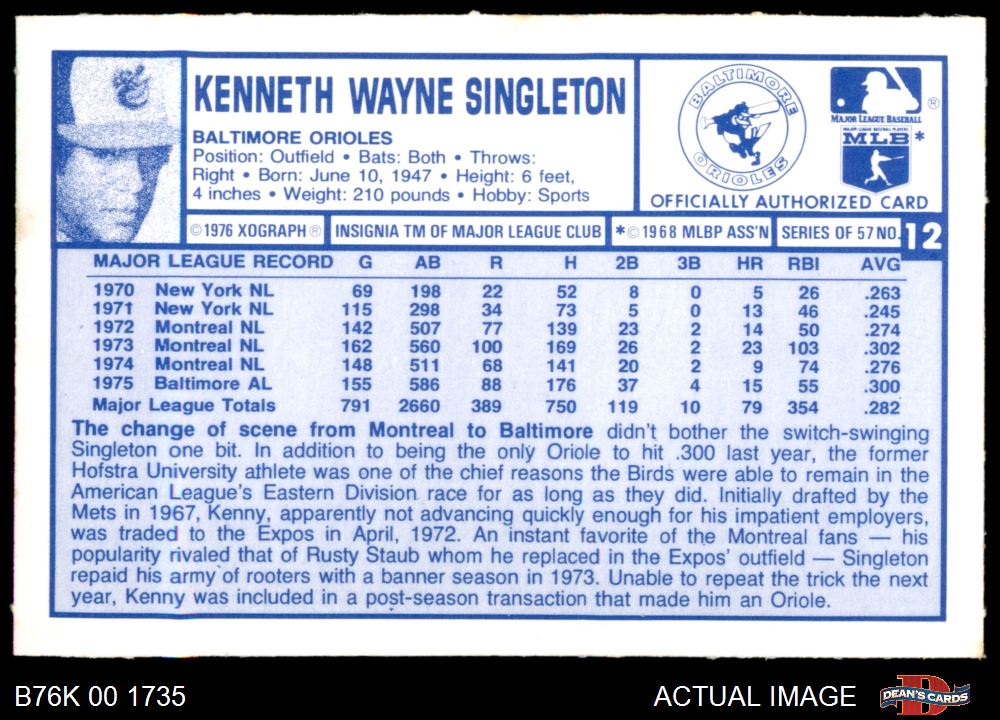 KENNETH WAYNE SINGLETON
BALTIMORE ORIOLES
Position: Outfield • Bats: Both • Throws:
Right • Born: June 10, 1947 • Height: 6 feet,
4 inches • Weight: 210 pounds • Hobby: Sports
BALTIMORE
ORIOLES
®
MAJOR LEAGUE BASEBALL
MAJOR LEAGUE BASEBALL PLAYERS
MLB *
OFFICIALLY AUTHORIZED CARD
© 1976 XOGRAPH ® INSIGNIA TM OF MAJOR LEAGUE CLUB * © 1968 MLBP ASS'N SERIES OF 57 NO. 12
MAJOR LEAGUE RECORD G AB R H 2B 3B HR RBI AVG
1970 New York NL 69 198 22 52 8 0 5 26 .263
1971 New York NL 115 298 34 73 5 0 13 46 .245
1972 Montreal NL 142 507 77 139 23 2 14 50 .274
1973 Montreal NL 162 560 100 169 26 2 23 103 .302
1974 Montreal NL 148 511 68 141 20 2 9 74 .276
1975 Baltimore AL 155 586 88 176 37 4 15 55 .300
Major League Totals 791 2660 389 750 119 10 79 354 .282
The change of scene from Montreal to Baltimore didn't bother the switch-swinging
Singleton one bit. In addition to being the only Oriole to hit .300 last year, the former
Hofstra University athlete was one of the chief reasons the Birds were able to remain in the
American League's Eastern Division race for as long as they did. Initially drafted by the
Mets in 1967, Kenny, apparently not advancing quickly enough for his impatient employers,
was traded to the Expos in April, 1972. An instant favorite of the Montreal fans — his
popularity rivaled that of Rusty Staub whom he replaced in the Expos' outfield — Singleton
repaid his army of rooters with a banner season in 1973. Unable to repeat the trick the next
year, Kenny was included in a post-season transaction that made him an Oriole.
B76K 00 1735
ACTUAL IMAGE
DEAN'S CARDS